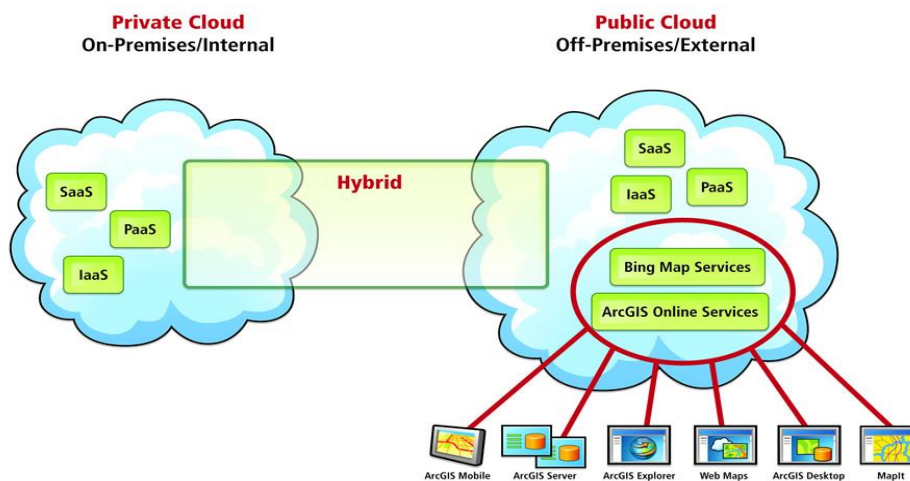 Private Cloud
On-Premises/Internal
Public Cloud
Off-Premises/External
Hybrid
SaaS
PaaS
IaaS
SaaS
IaaS
PaaS
Bing Map Services
ArcGIS Online Services
ArcGIS Mobile
ArcGIS Server
ArcGIS Explorer
Web Maps
ArcGIS Desktop
MapIt